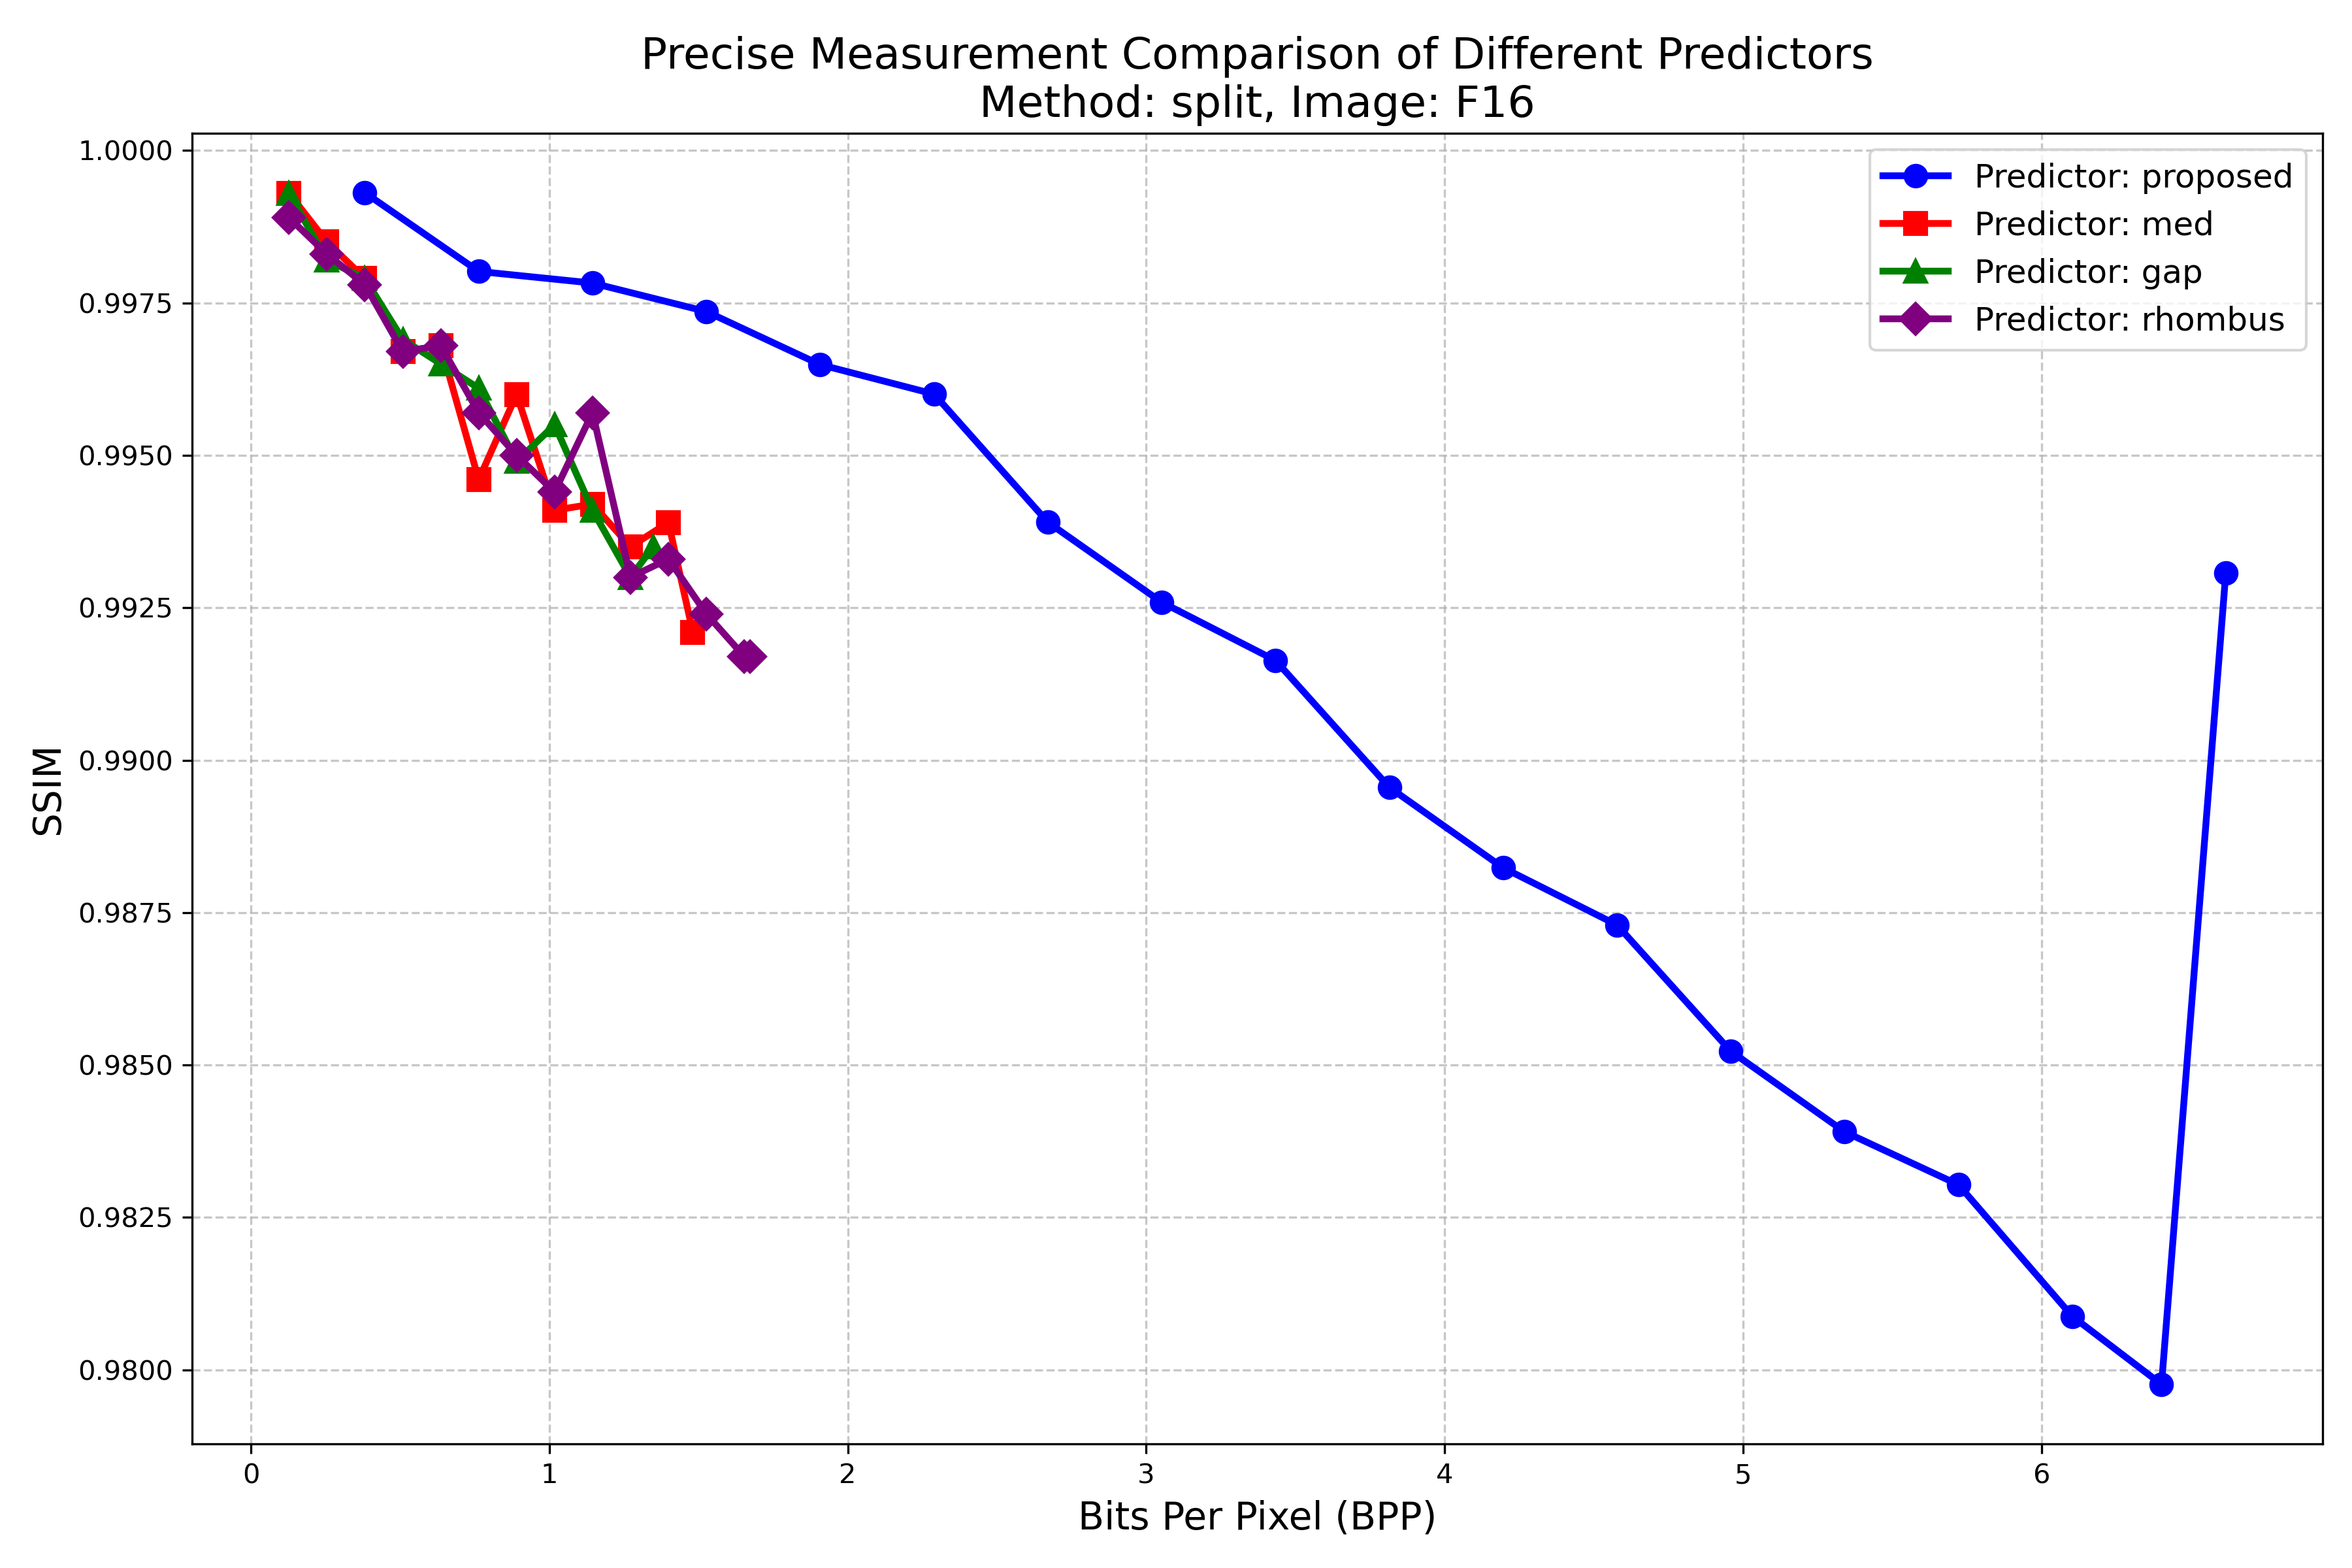 Precise Measurement Comparison of Different Predictors
Method: split, Image: F16
1.0000
0.9975
0.9950
0.9925
0.9900
0.9875
0.9850
0.9825
0.9800
SSIM
Predictor: proposed
Predictor: med
Predictor: gap
Predictor: rhombus
0 1 2 3 4 5 6
Bits Per Pixel (BPP)